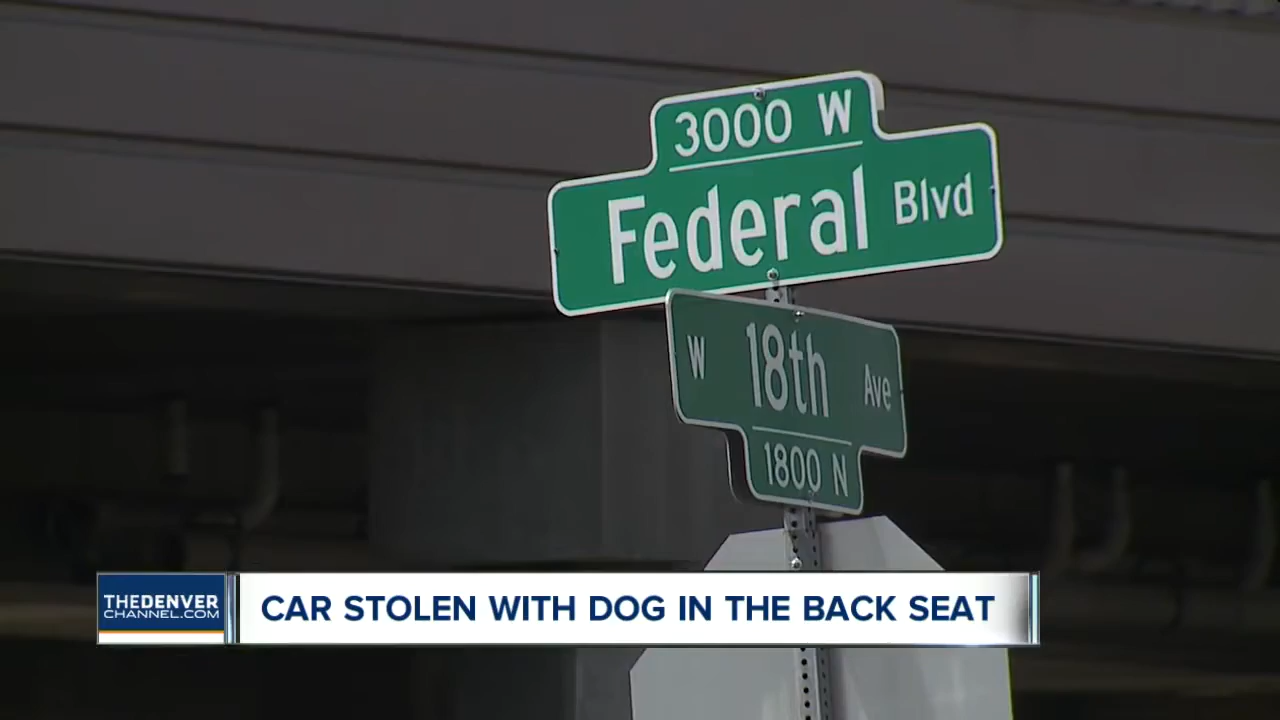 3000 W
Federal Blvd
W 18th Ave
1800 N
THEDENVER
CHANNEL.COM
CAR STOLEN WITH DOG IN THE BACK SEAT